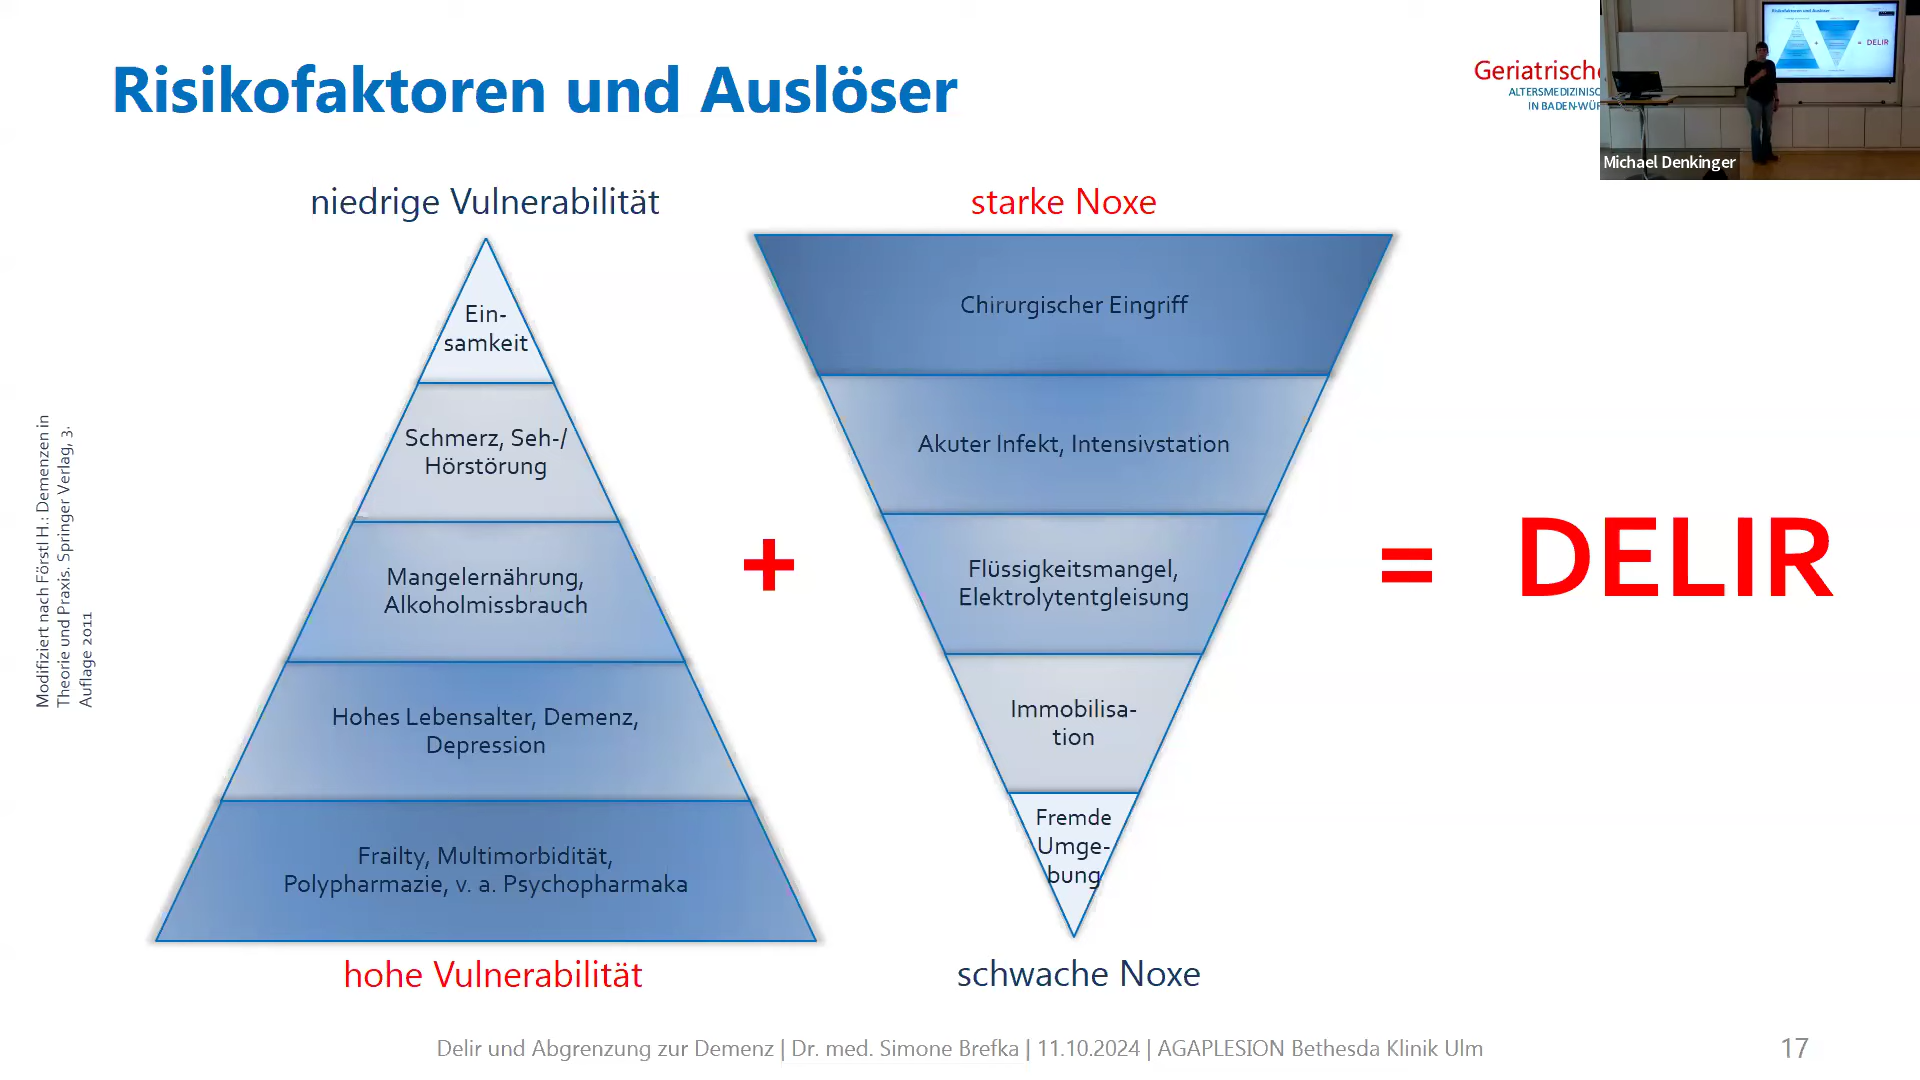 Risikofaktoren und Auslöser
Geriatrische
IN BADEN-WÜR
Michael Denkinger
niedrige Vulnerabilität
starke Noxe
Ein-
samkeit
Schmerz, Seh-/
Hörstörung
Mangelernährung,
Alkoholmissbrauch
Hohes Lebensalter, Demenz,
Depression
Frailty, Multimorbidität,
Polypharmazie, v. a. Psychopharmaka
hohe Vulnerabilität
+
Chirurgischer Eingriff
Akuter Infekt, Intensivstation
Flüssigkeitsmangel,
Elektrolytentgleisung
Immobilisa-
tion
Fremde
Umge-
bung
schwache Noxe
= DELIR
Modifiziert nach Förstl H.: Demenzen in
Theorie und Praxis. Springer Verlag, 3.
Auflage 2011
Delir und Abgrenzung zur Demenz | Dr. med. Simone Brefka | 11.10.2024 | AGAPLESION Bethesda Klinik Ulm
17